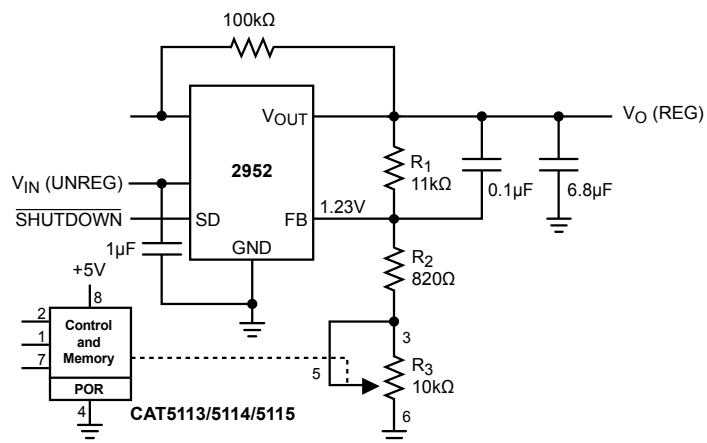 100kΩ
VOUT
VO (REG)
2952
R1
11kΩ
0.1µF
6.8µF
VIN (UNREG)
SHUTDOWN
SD
FB
1.23V
GND
1µF
R2
820Ω
+5V
8
2
1
7
Control
and
Memory
POR
4
CAT5113/5114/5115
3
5
R3
10kΩ
6